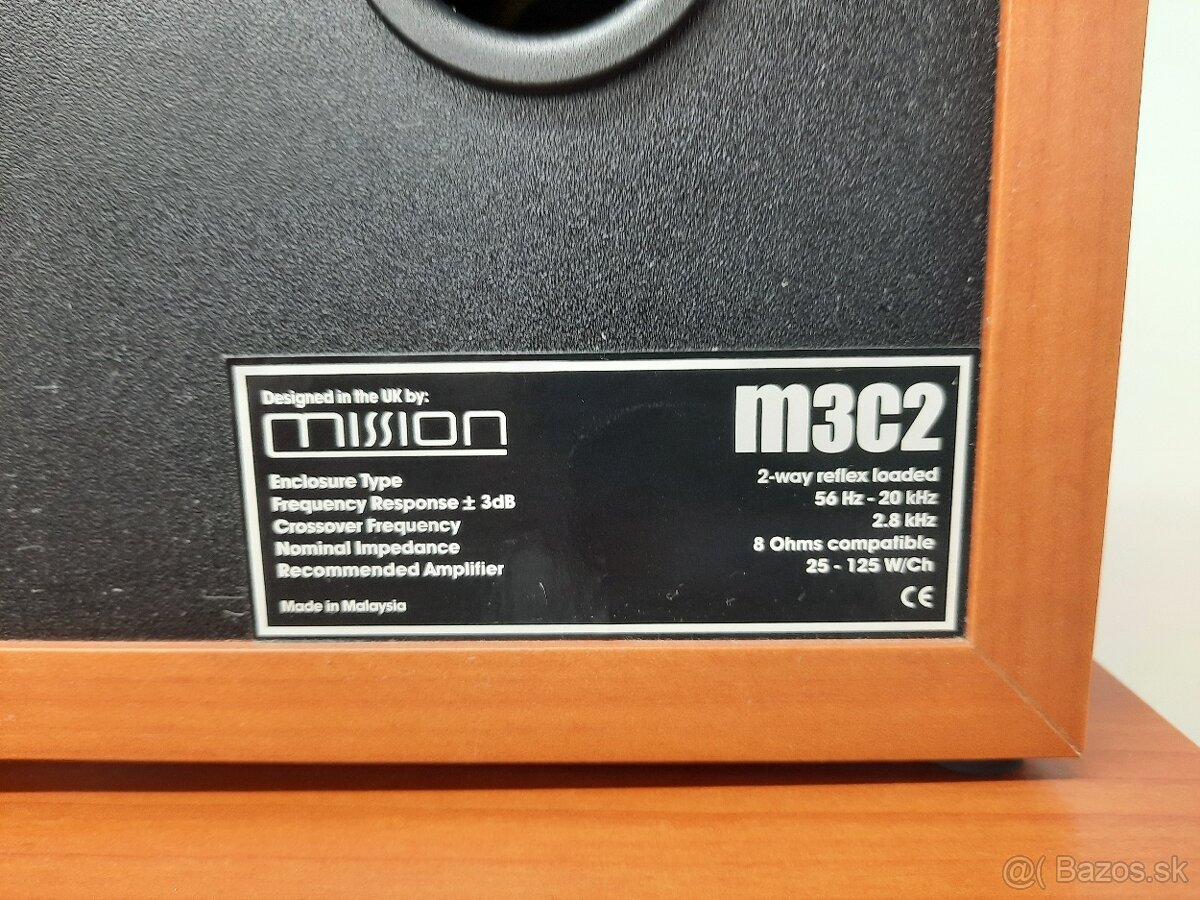 Designed in the UK by:
mission
m3c2
Enclosure Type 2-way reflex loaded
Frequency Response ± 3dB 56 Hz - 20 kHz
Crossover Frequency 2.8 kHz
Nominal Impedance 8 Ohms compatible
Recommended Amplifier 25 - 125 W/Ch
Made in Malaysia CE
@( Bazos.sk